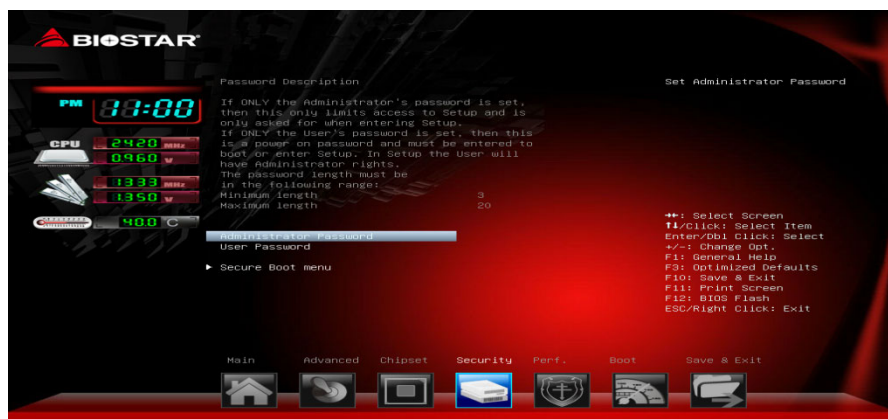 BIOSTAR
Password Description
Set Administrator Password
PM 11:00
If ONLY the Administrator's password is set,
then this only limits access to Setup and is
only asked for when entering Setup.
If ONLY the User's password is set, then this
is a power on password and must be entered to
boot or enter Setup. In Setup the User will
have Administrator rights.
The password length must be
in the following range:
Minimum length 3
Maximum length 20
CPU 2420 MHz
0.960 V
1333 MHz
1.350 V
40.0 C
Administrator Password
User Password
► Secure Boot menu
→←: Select Screen
↑↓/Click: Select Item
Enter/Dbl Click: Select
+/-: Change Opt.
F1: General Help
F3: Optimized Defaults
F10: Save & Exit
F11: Print Screen
F12: BIOS Flash
ESC/Right Click: Exit
Main Advanced Chipset Security Perf. Boot Save & Exit